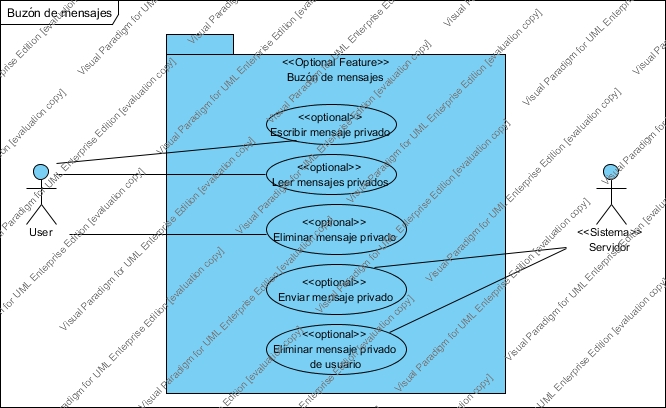 Buzón de mensajes
<<Optional Feature>>
Buzón de mensajes
<<optional>>
Escribir mensaje privado
<<optional>>
Leer mensajes privados
<<optional>>
Eliminar mensaje privado
<<optional>>
Enviar mensaje privado
<<optional>>
Eliminar mensaje privado
de usuario
User
<<Sistema>>
Servidor
Visual Paradigm for UML Enterprise Edition [evaluation copy]